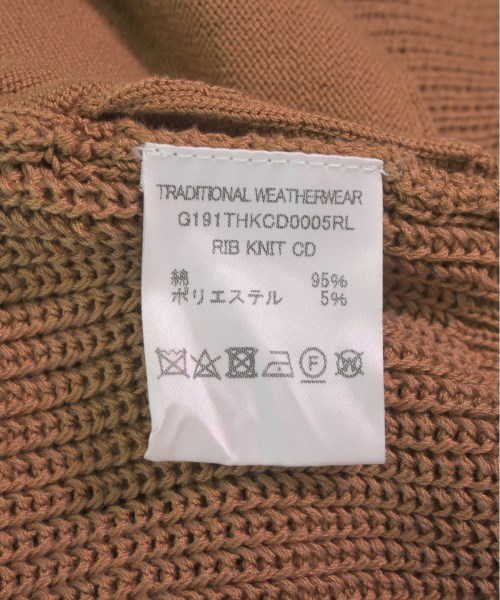 TRADITIONAL WEATHERWEAR
G191THKCD0005RL
RIB KNIT CD
綿 95%
ポリエステル 5%
F W